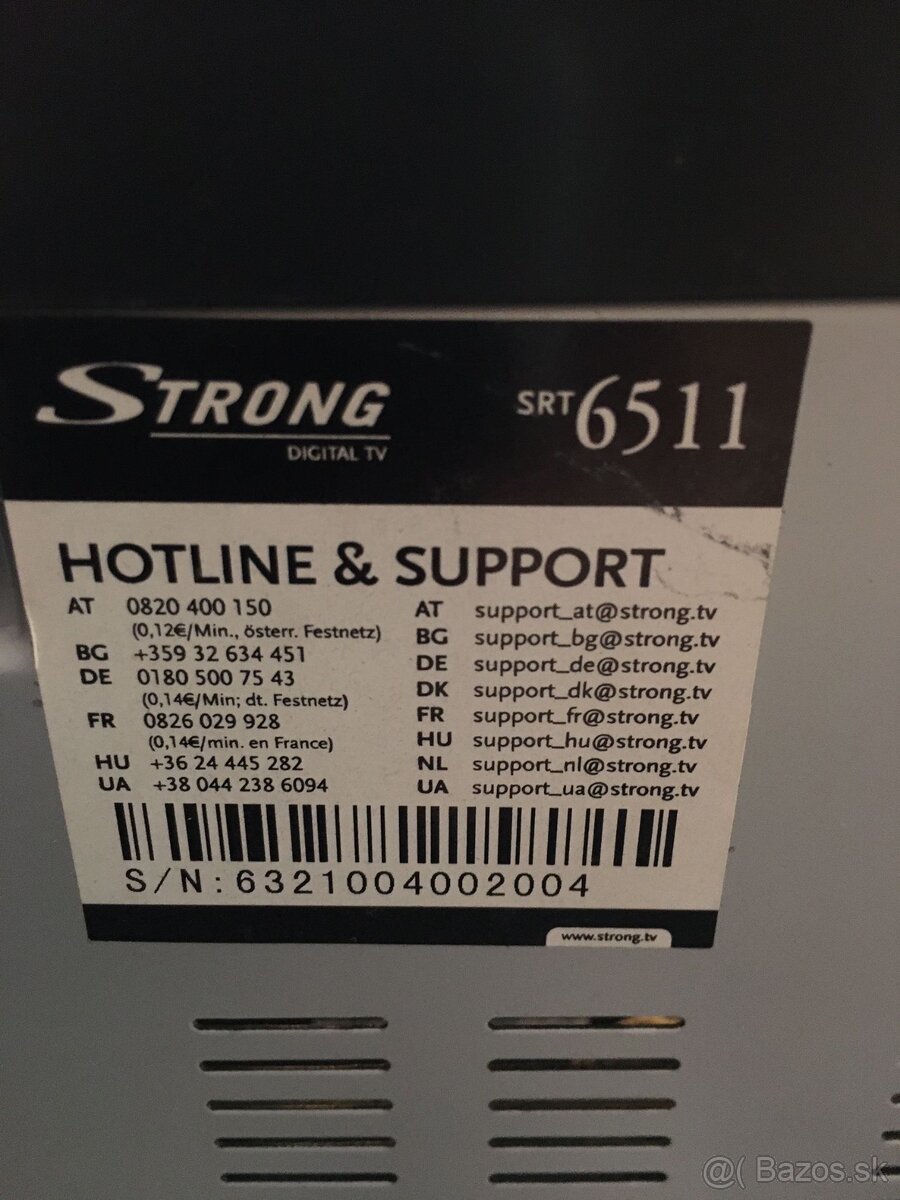 STRONG
DIGITAL TV
SRT 6511
HOTLINE & SUPPORT
AT 0820 400 150
(0,12€/Min., österr. Festnetz)
BG +359 32 634 451
DE 0180 500 75 43
(0,14€/Min; dt. Festnetz)
FR 0826 029 928
(0,14€/min. en France)
HU +36 24 445 282
UA +38 044 238 6094
AT support_at@strong.tv
BG support_bg@strong.tv
DE support_de@strong.tv
DK support_dk@strong.tv
FR support_fr@strong.tv
HU support_hu@strong.tv
NL support_nl@strong.tv
UA support_ua@strong.tv
S/N: 6321004002004
www.strong.tv
@( Bazos.sk